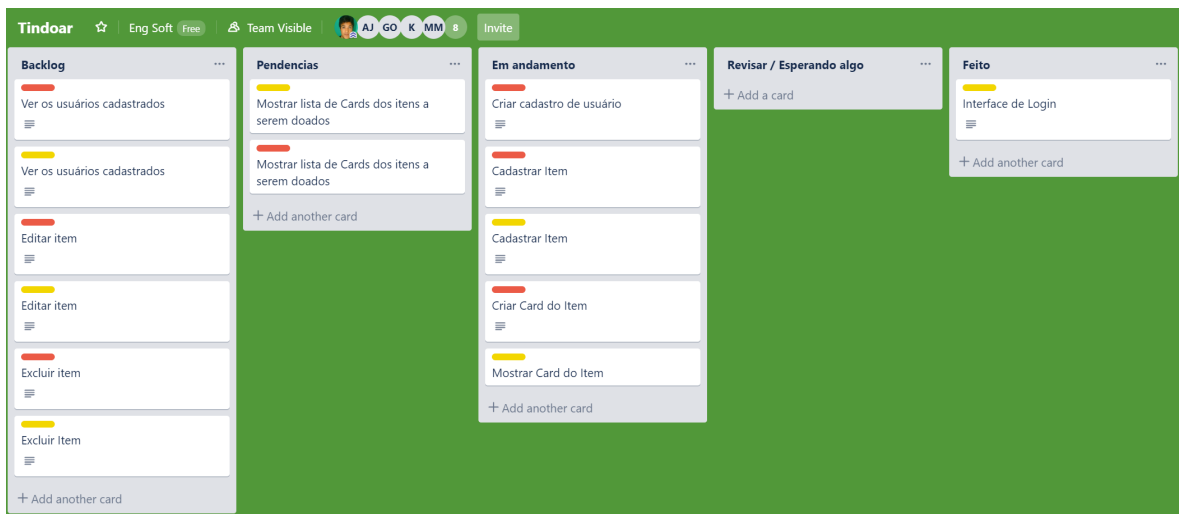 Tindoar Eng Soft Free Team Visible AJ GO K MM 8 Invite
Backlog
Ver os usuários cadastrados
Ver os usuários cadastrados
Editar item
Editar item
Excluir item
Excluir Item
+ Add another card
Pendencias
Mostrar lista de Cards dos itens a
serem doados
Mostrar lista de Cards dos itens a
serem doados
+ Add another card
Em andamento
Criar cadastro de usuário
Cadastrar Item
Cadastrar Item
Criar Card do Item
Mostrar Card do Item
+ Add another card
Revisar / Esperando algo
+ Add a card
Feito
Interface de Login
+ Add another card